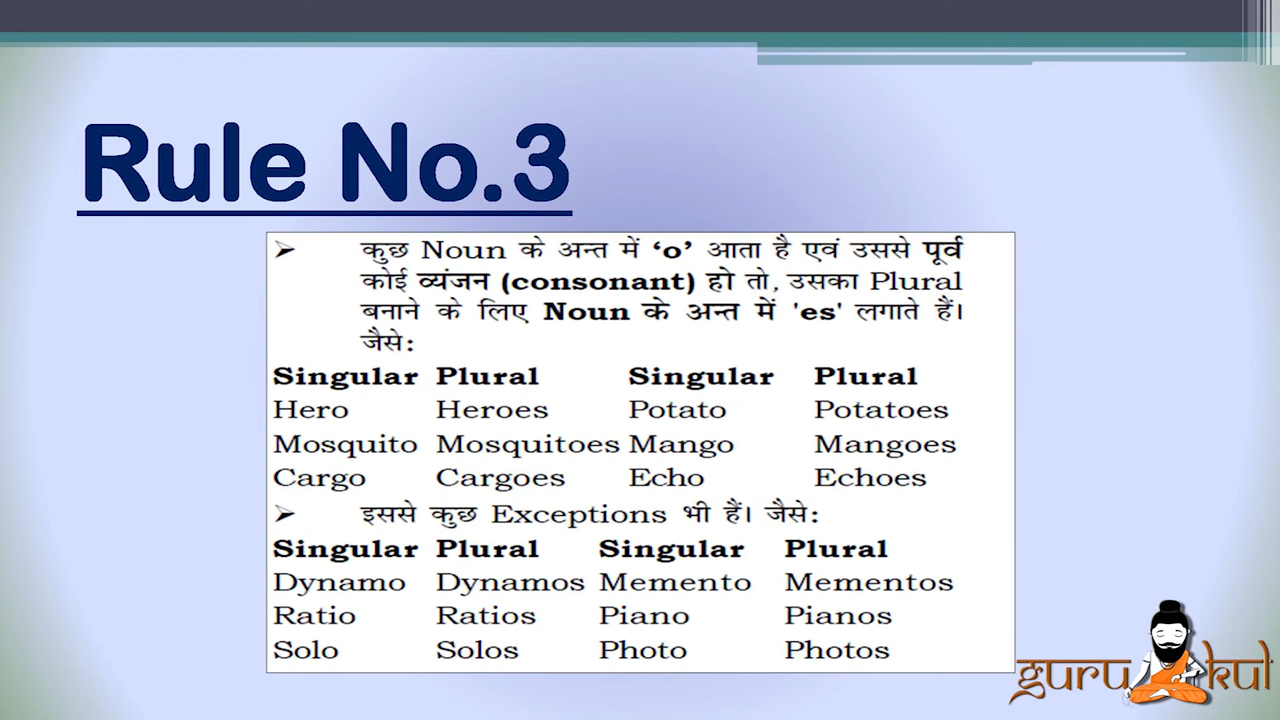 Rule No.3
➢ कुछ Noun के अन्त में ‘o’ आता है एवं उससे पूर्व
कोई व्यंजन (consonant) हो तो, उसका Plural
बनाने के लिए Noun के अन्त में 'es' लगाते हैं।
जैसे:
Singular Plural Singular Plural
Hero Heroes Potato Potatoes
Mosquito Mosquitoes Mango Mangoes
Cargo Cargoes Echo Echoes
➢ इससे कुछ Exceptions भी हैं। जैसे:
Singular Plural Singular Plural
Dynamo Dynamos Memento Mementos
Ratio Ratios Piano Pianos
Solo Solos Photo Photos
gurukul